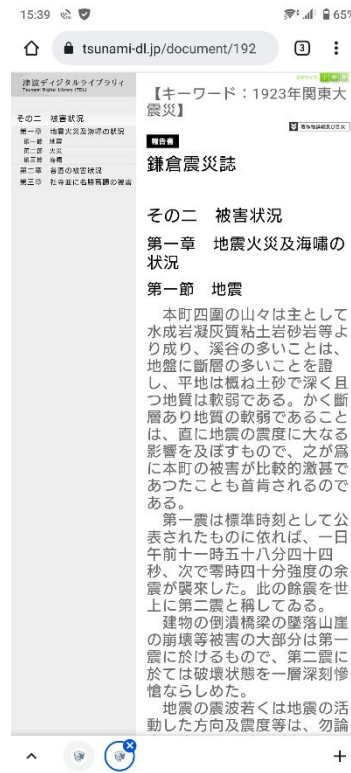 15:39
65%
tsunami-dl.jp/document/192
3
津波ディジタルライブラリィ
Tsunami Digital Library (TDL)
その二　被害状況
第一章　地震火災及海嘯の状況
第一節　地震
第二節　火災
第三節　海嘯
第二章　各區の被害状況
第三章　社寺並に名勝舊蹟の被害
【キーワード：1923年関東大
震災】
報告書
鎌倉震災誌
その二　被害状況
第一章　地震火災及海嘯の
状況
第一節　地震
本町四圍の山々は主として
水成岩凝灰質粘土岩砂岩等よ
り成り、溪谷の多いことは、
地盤に斷層の多いことを證
し、平地は概ね土砂で深く且
つ地質は軟弱である。かく斷
層あり地質の軟弱であること
は、直に地震の震度に大なる
影響を及ぼすもので、之が爲
に本町の被害が比較的激甚で
あつたことも首肯されるので
ある。
第一震は標準時刻として公
表されたものに依れば、一日
午前十一時五十八分四十四
秒、次で零時四十分強度の余
震が襲來した。此の餘震を世
上に第二震と稱してゐる。
建物の倒潰橋梁の墜落山崖
の崩壊等被害の大部分は第一
震に於けるもので、第二震に
於ては破壊状態を一層深刻慘
愴ならしめた。
地震の震波若くは地震の活
動した方向及震度等は、勿論